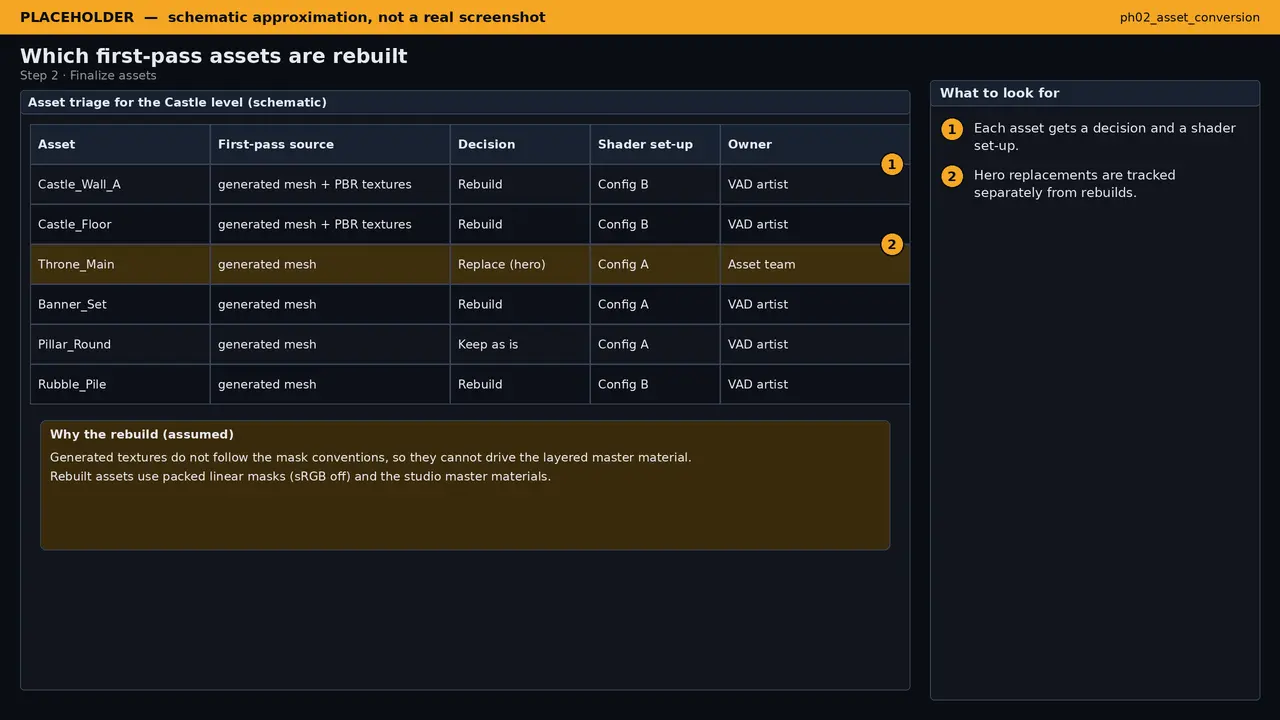 PLACEHOLDER — schematic approximation, not a real screenshot
ph02_asset_conversion
Which first-pass assets are rebuilt
Step 2 · Finalize assets
Asset triage for the Castle level (schematic)
Asset First-pass source Decision Shader set-up Owner
1
Castle_Wall_A generated mesh + PBR textures Rebuild Config B VAD artist
Castle_Floor generated mesh + PBR textures Rebuild Config B VAD artist
2
Throne_Main generated mesh Replace (hero) Config A Asset team
Banner_Set generated mesh Rebuild Config A VAD artist
Pillar_Round generated mesh Keep as is Config A VAD artist
Rubble_Pile generated mesh Rebuild Config B VAD artist
Why the rebuild (assumed)
Generated textures do not follow the mask conventions, so they cannot drive the layered master material.
Rebuilt assets use packed linear masks (sRGB off) and the studio master materials.
What to look for
1 Each asset gets a decision and a shader
set-up.
2 Hero replacements are tracked
separately from rebuilds.